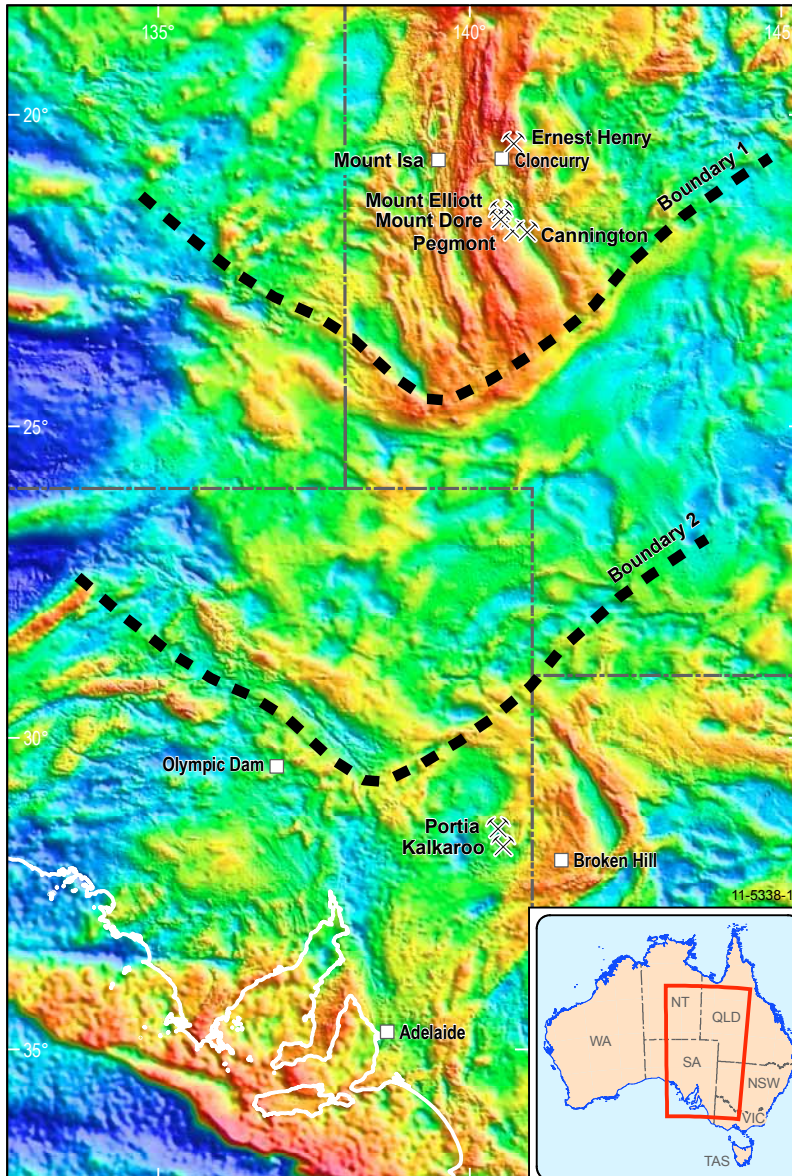 135°
140°
145°
20°
Ernest Henry
Mount Isa
Cloncurry
Boundary 1
Mount Elliott
Mount Dore
Pegmont
Cannington
25°
Boundary 2
30°
Olympic Dam
Portia
Kalkaroo
Broken Hill
11-5338-1
Adelaide
35°
NT
QLD
WA
SA
NSW
VIC
TAS